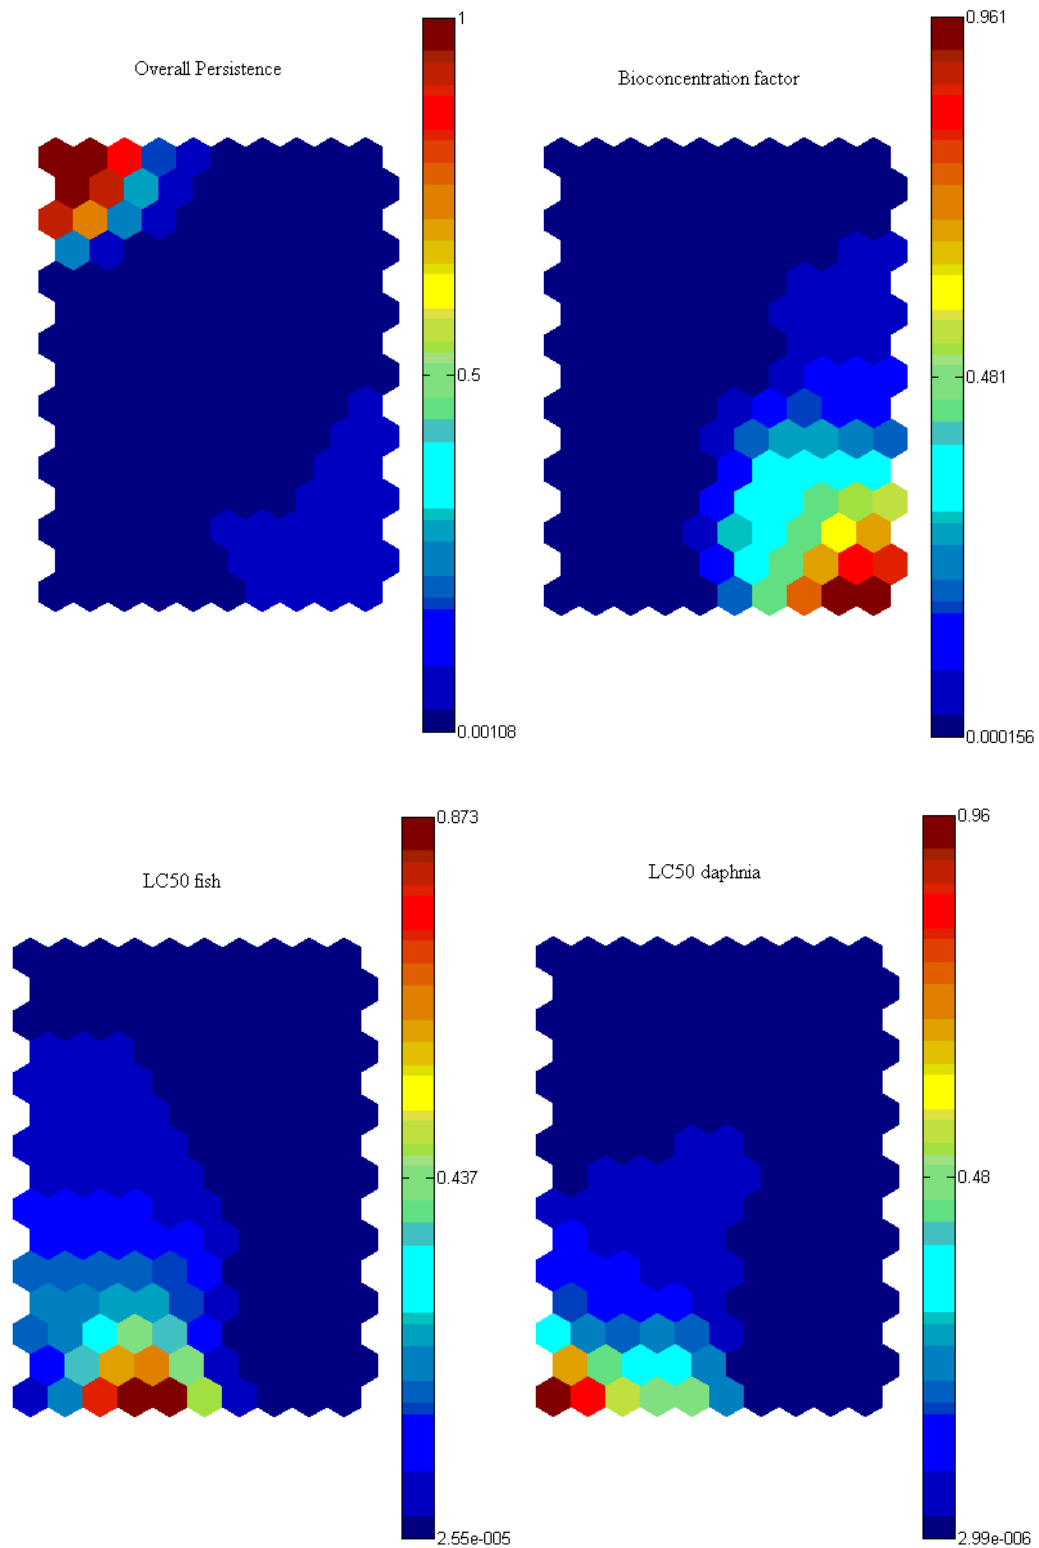 Overall Persistence
1
0.5
0.00108
Bioconcentration factor
0.961
0.481
0.000156
LC50 fish
0.873
0.437
2.55e-005
LC50 daphnia
0.96
0.48
2.99e-006